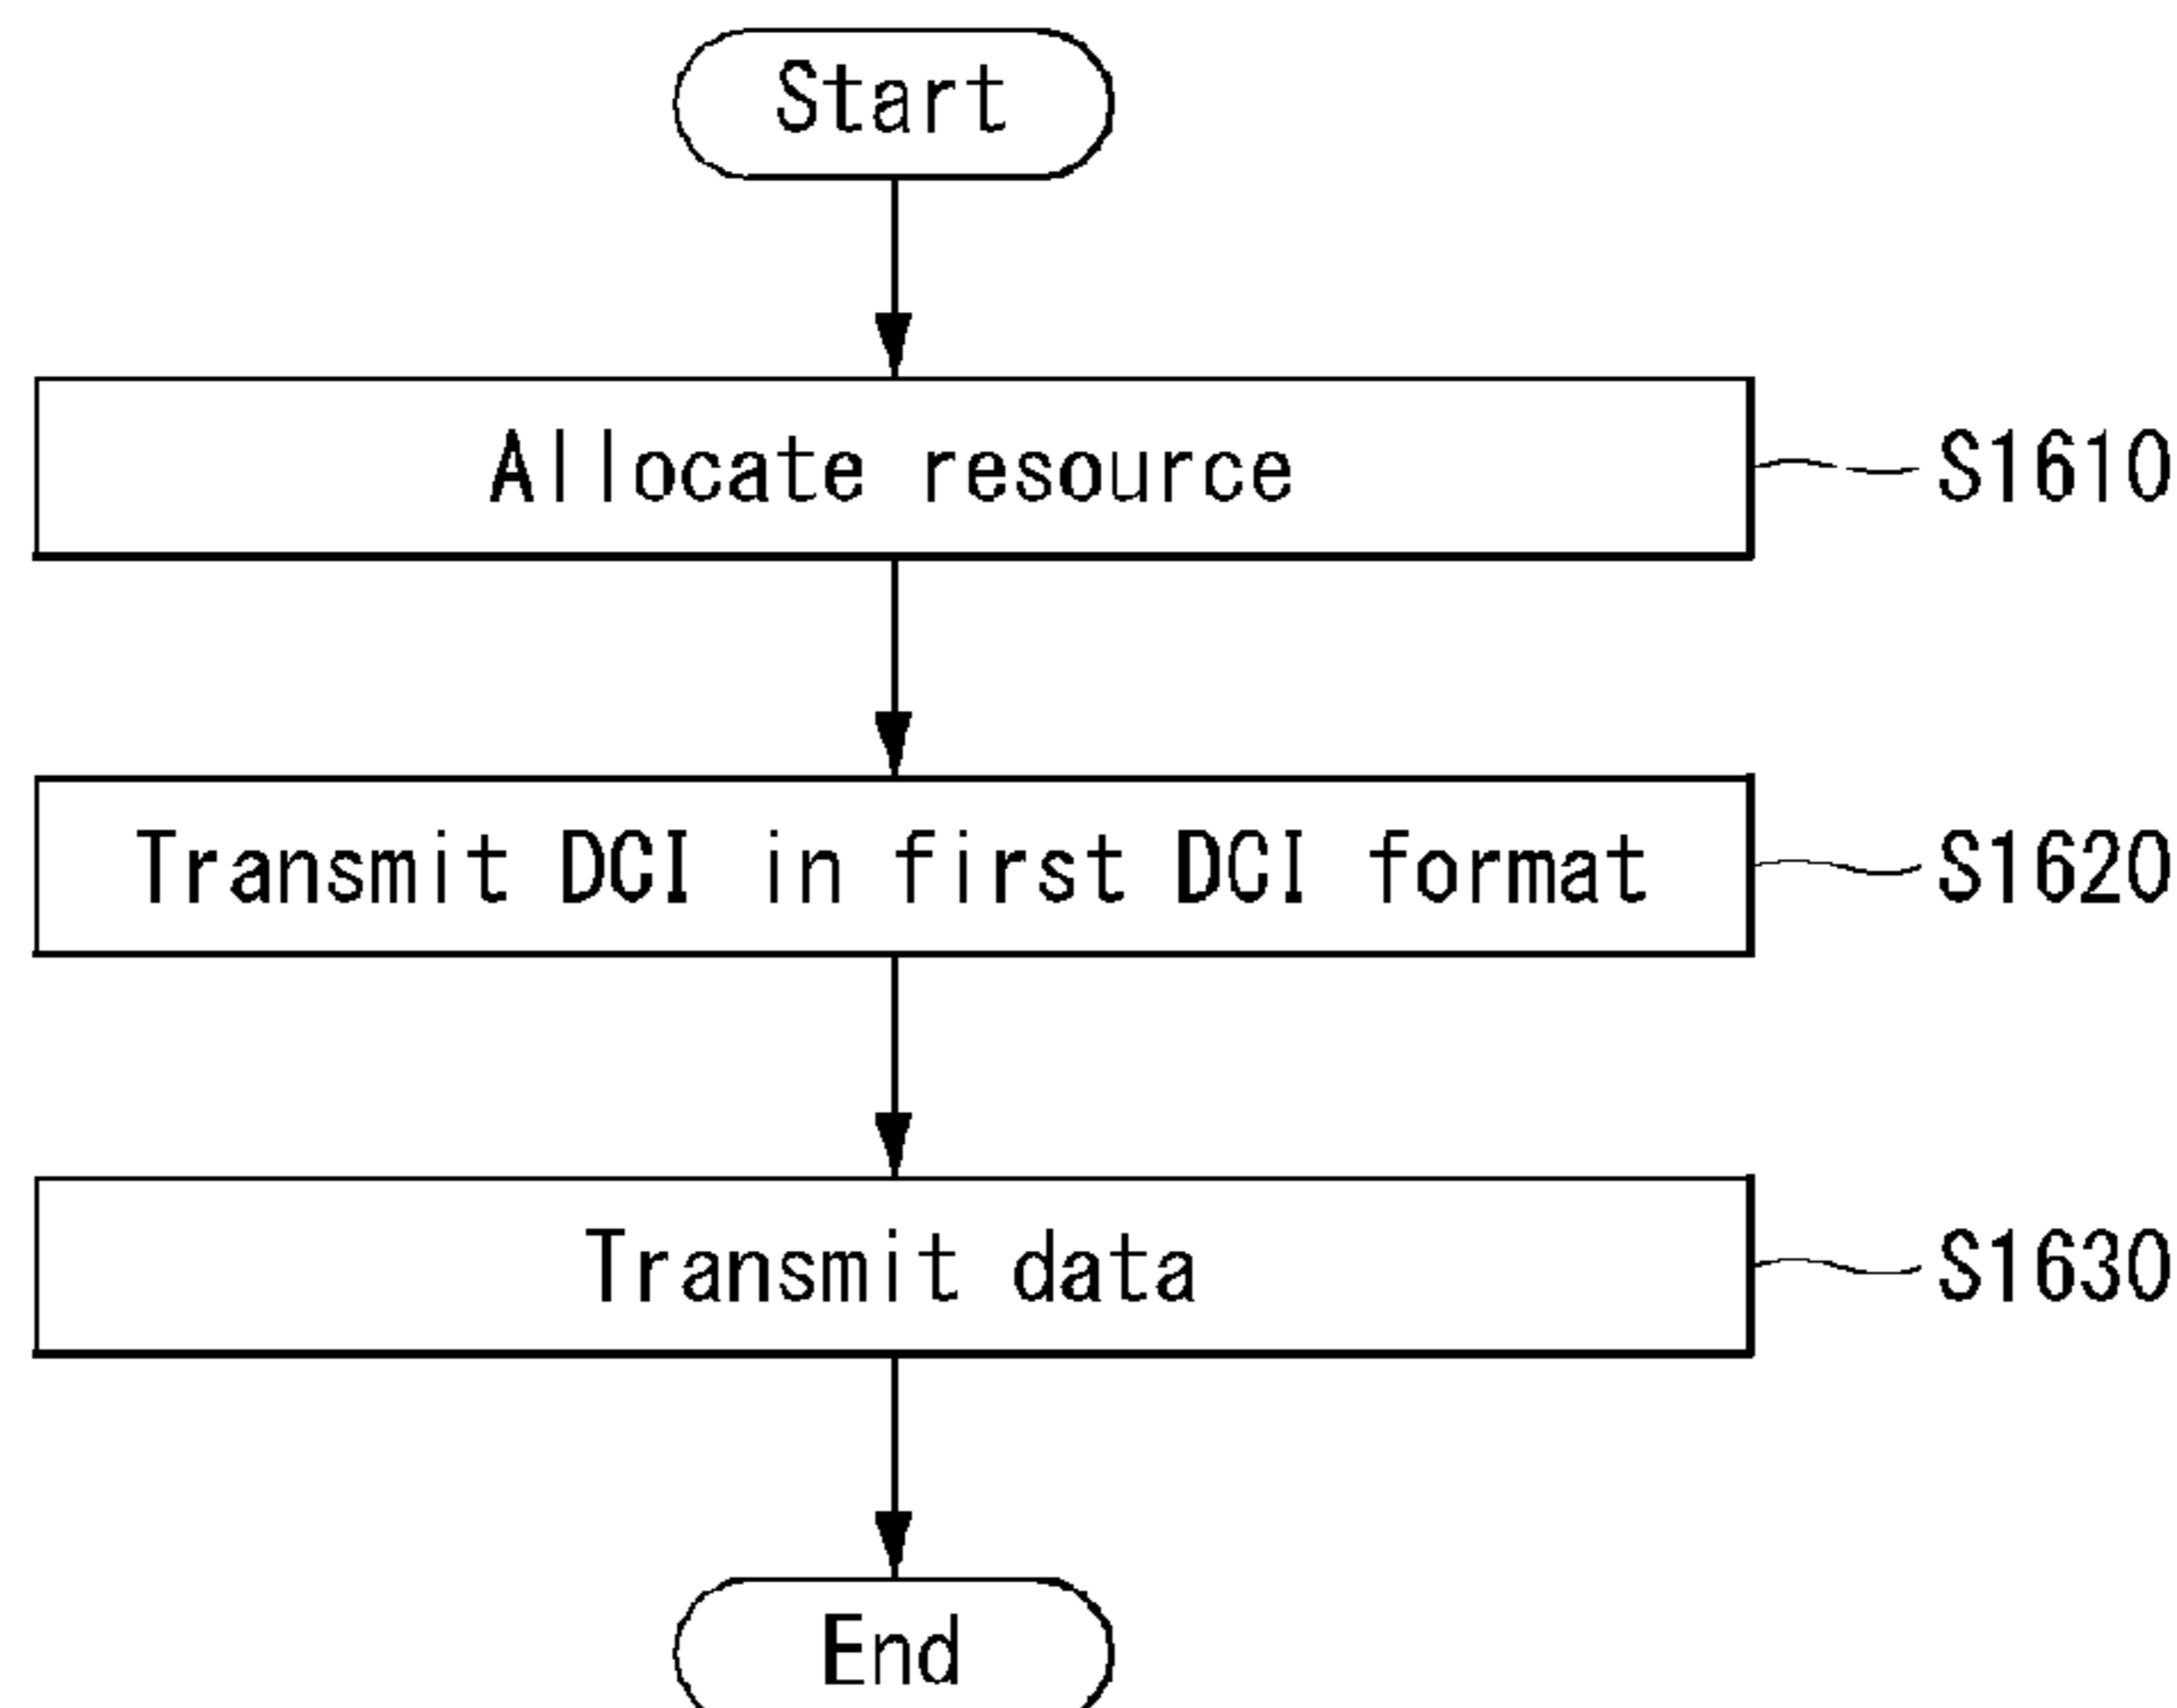 Start
Allocate resource
S1610
Transmit DCI in first DCI format
S1620
Transmit data
S1630
End